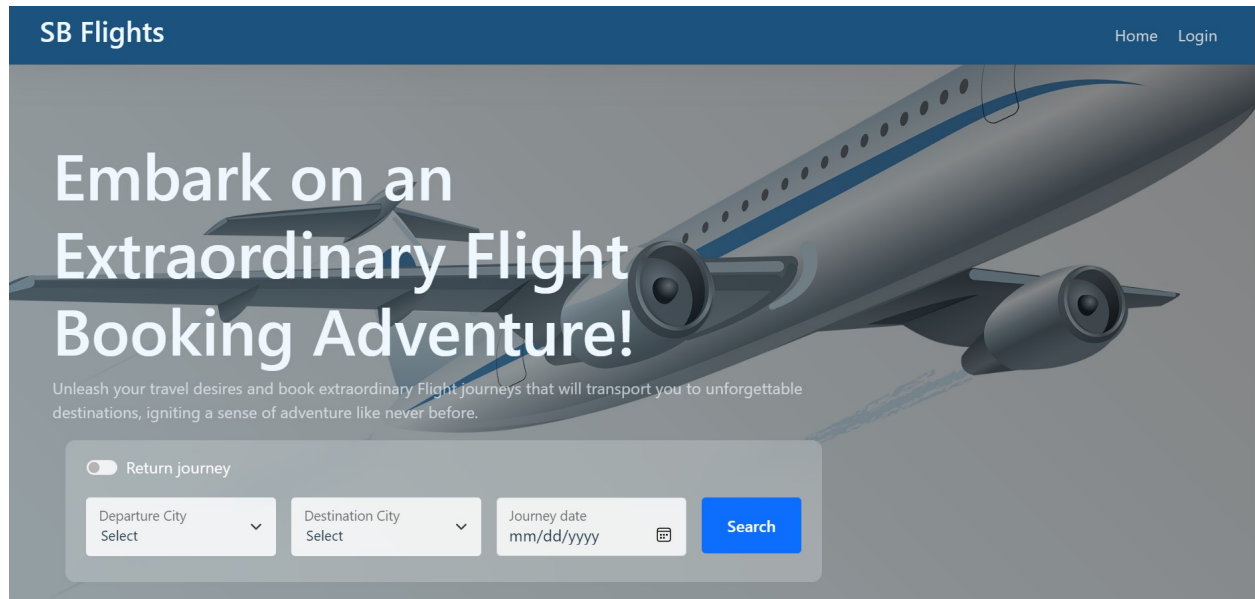 SB Flights
Home Login
Embark on an
Extraordinary Flight
Booking Adventure!
Unleash your travel desires and book extraordinary Flight journeys that will transport you to unforgettable
destinations, igniting a sense of adventure like never before.
Return journey
Departure City
Select
Destination City
Select
Journey date
mm/dd/yyyy
Search